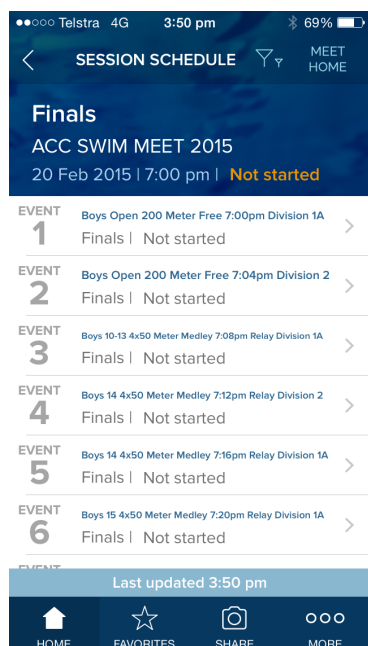 Telstra 4G 3:50 pm 69%
SESSION SCHEDULE
MEET
HOME
Finals
ACC SWIM MEET 2015
20 Feb 2015 | 7:00 pm | Not started
EVENT
1
Boys Open 200 Meter Free 7:00pm Division 1A
Finals | Not started
EVENT
2
Boys Open 200 Meter Free 7:04pm Division 2
Finals | Not started
EVENT
3
Boys 10-13 4x50 Meter Medley 7:08pm Relay Division 1A
Finals | Not started
EVENT
4
Boys 14 4x50 Meter Medley 7:12pm Relay Division 2
Finals | Not started
EVENT
5
Boys 14 4x50 Meter Medley 7:16pm Relay Division 1A
Finals | Not started
EVENT
6
Boys 15 4x50 Meter Medley 7:20pm Relay Division 1A
Finals | Not started
EVENT
Last updated 3:50 pm
HOME FAVORITES SHARE MORE